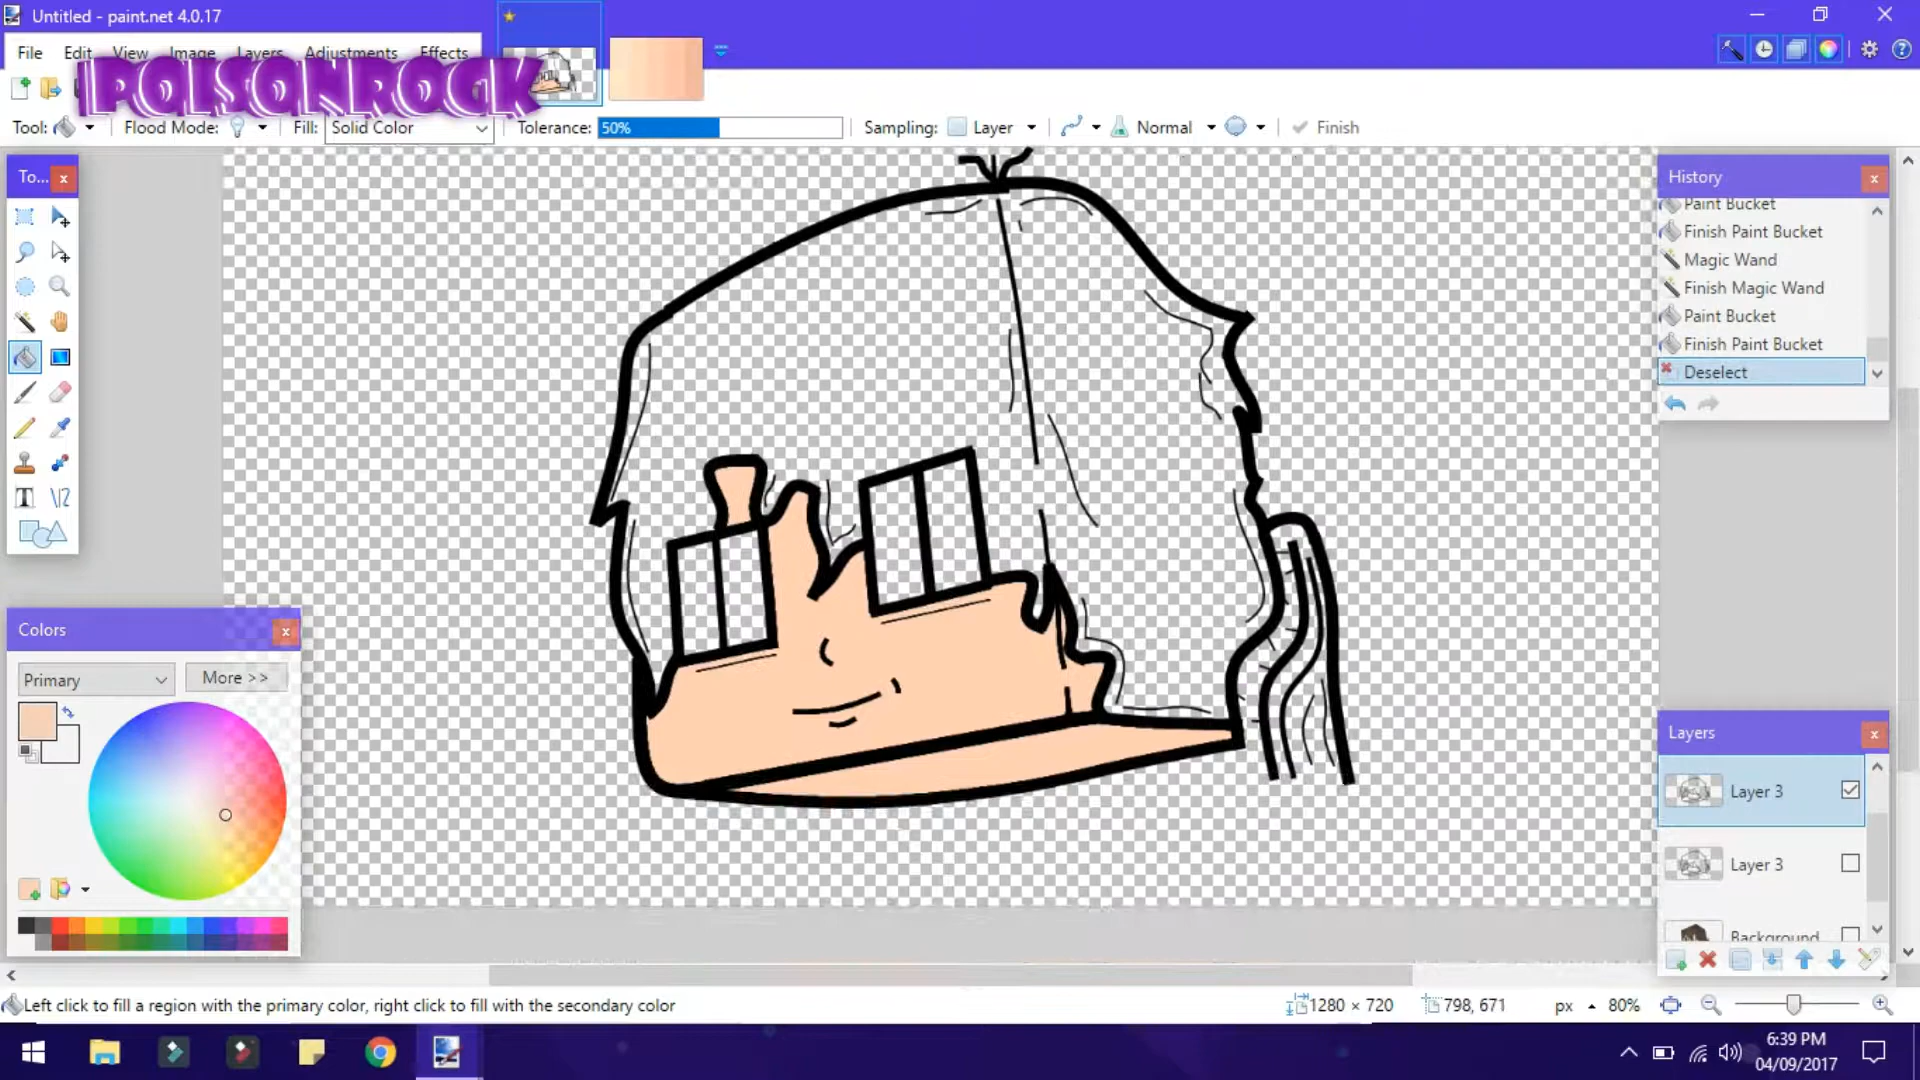 Untitled - paint.net 4.0.17
File Edit View Image Layers Adjustments Effects
IPOISONROCK
Tool: Flood Mode: Fill: Solid Color Tolerance: 50% Sampling: Layer Normal Finish
To...
History
Paint Bucket
Finish Paint Bucket
Magic Wand
Finish Magic Wand
Paint Bucket
Finish Paint Bucket
Deselect
Colors
Primary More >>
Layers
Layer 3
Layer 3
Background
Left click to fill a region with the primary color, right click to fill with the secondary color 1280 × 720 798, 671 px 80%
6:39 PM
04/09/2017